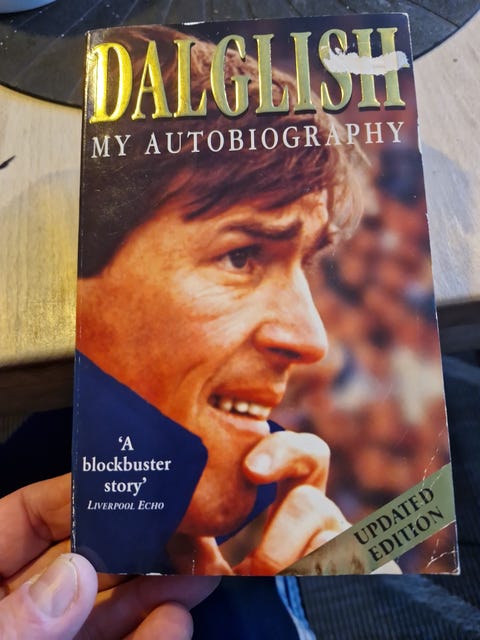 DALGLISH
MY AUTOBIOGRAPHY
‘A
blockbuster
story’
LIVERPOOL ECHO
UPDATED
EDITION